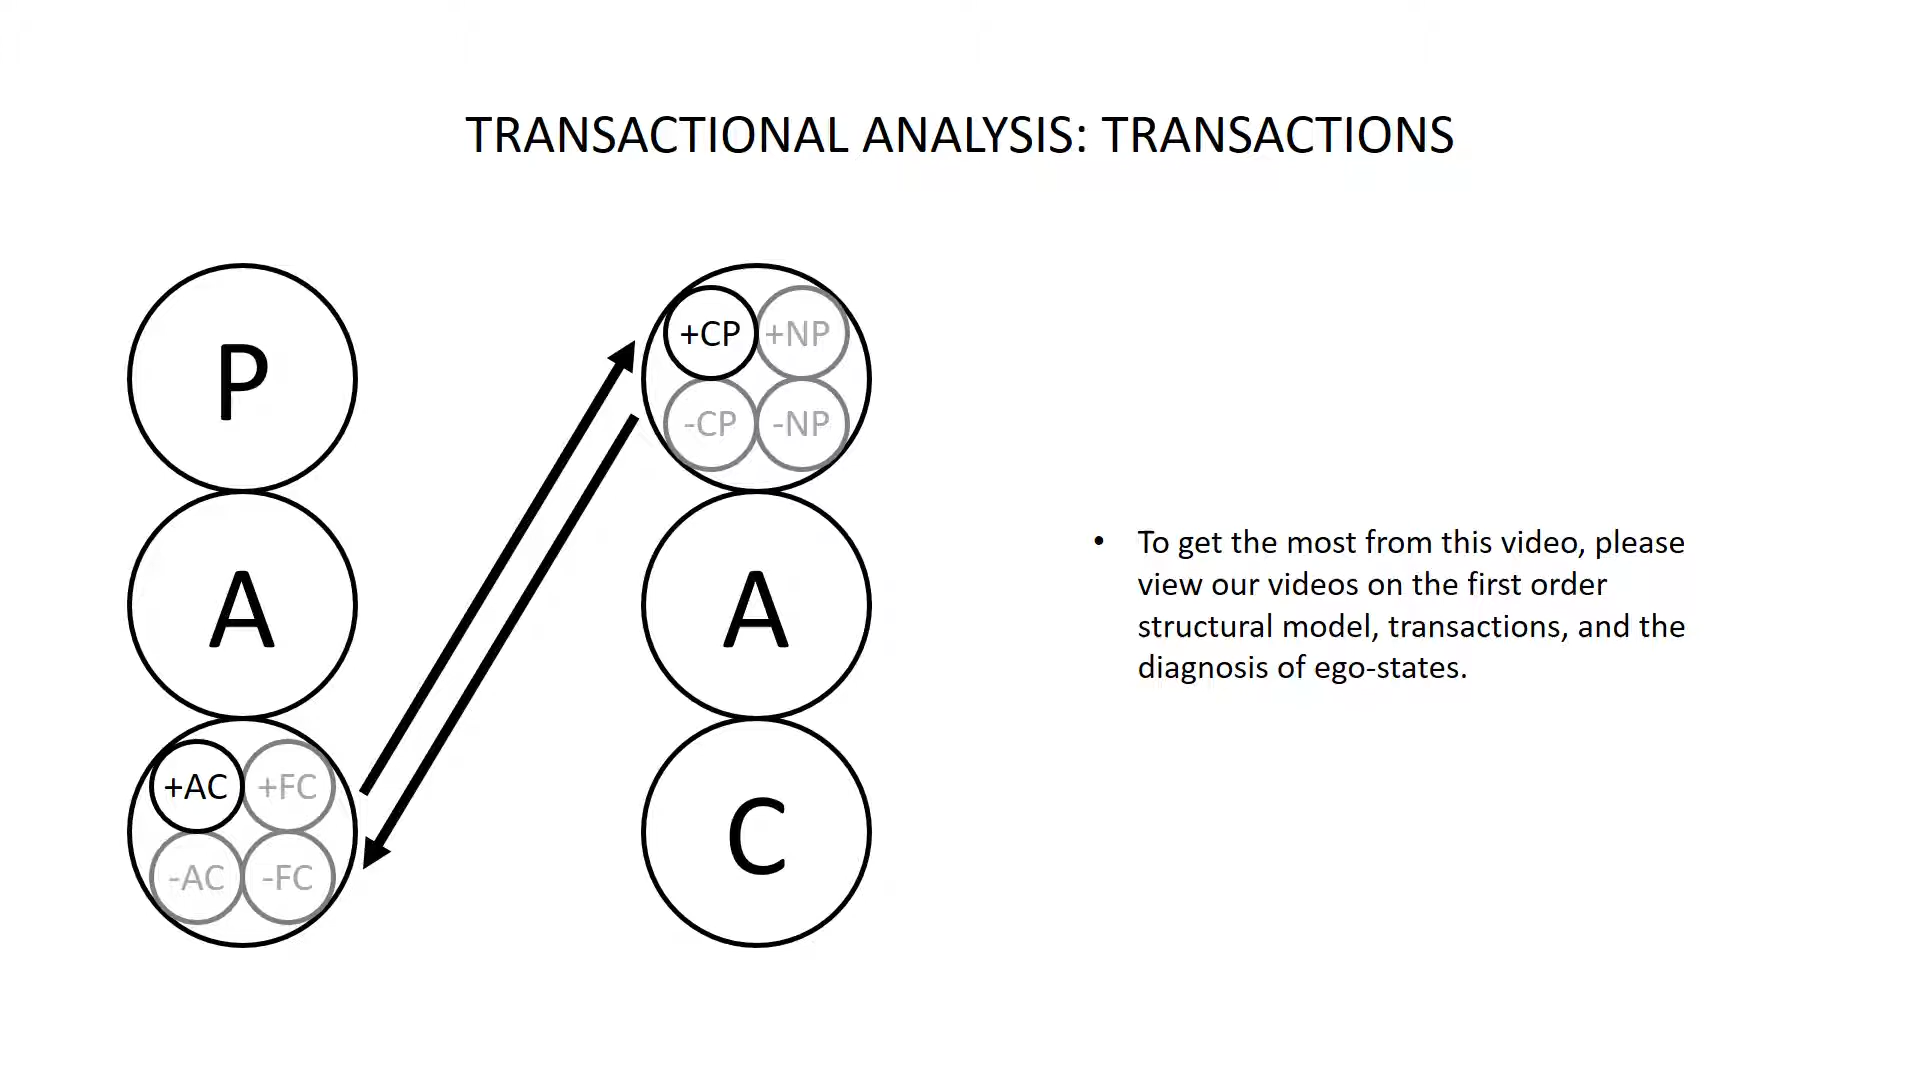 TRANSACTIONAL ANALYSIS: TRANSACTIONS
P
A
+AC +FC
-AC -FC
+CP +NP
-CP -NP
A
C
• To get the most from this video, please
view our videos on the first order
structural model, transactions, and the
diagnosis of ego-states.